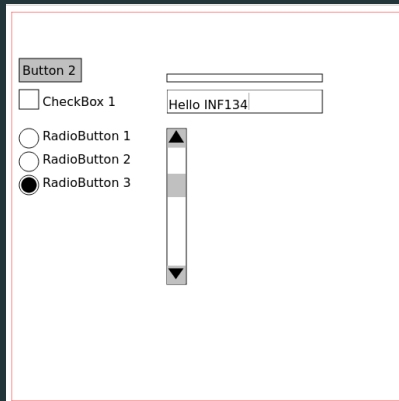 Button 2
CheckBox 1
Hello INF134
RadioButton 1
RadioButton 2
RadioButton 3